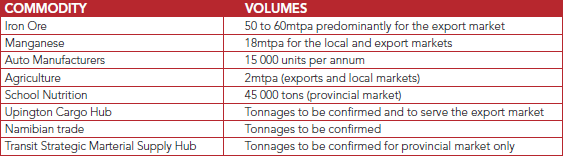 COMMODITY VOLUMES
Iron Ore 50 to 60mtpa predominantly for the export market
Manganese 18mtpa for the local and export markets
Auto Manufacturers 15 000 units per annum
Agriculture 2mtpa (exports and local markets)
School Nutrition 45 000 tons (provincial market)
Upington Cargo Hub Tonnages to be confirmed and to serve the export market
Namibian trade Tonnages to be confirmed
Transit Strategic Marterial Supply Hub Tonnages to be confirmed for provincial market only